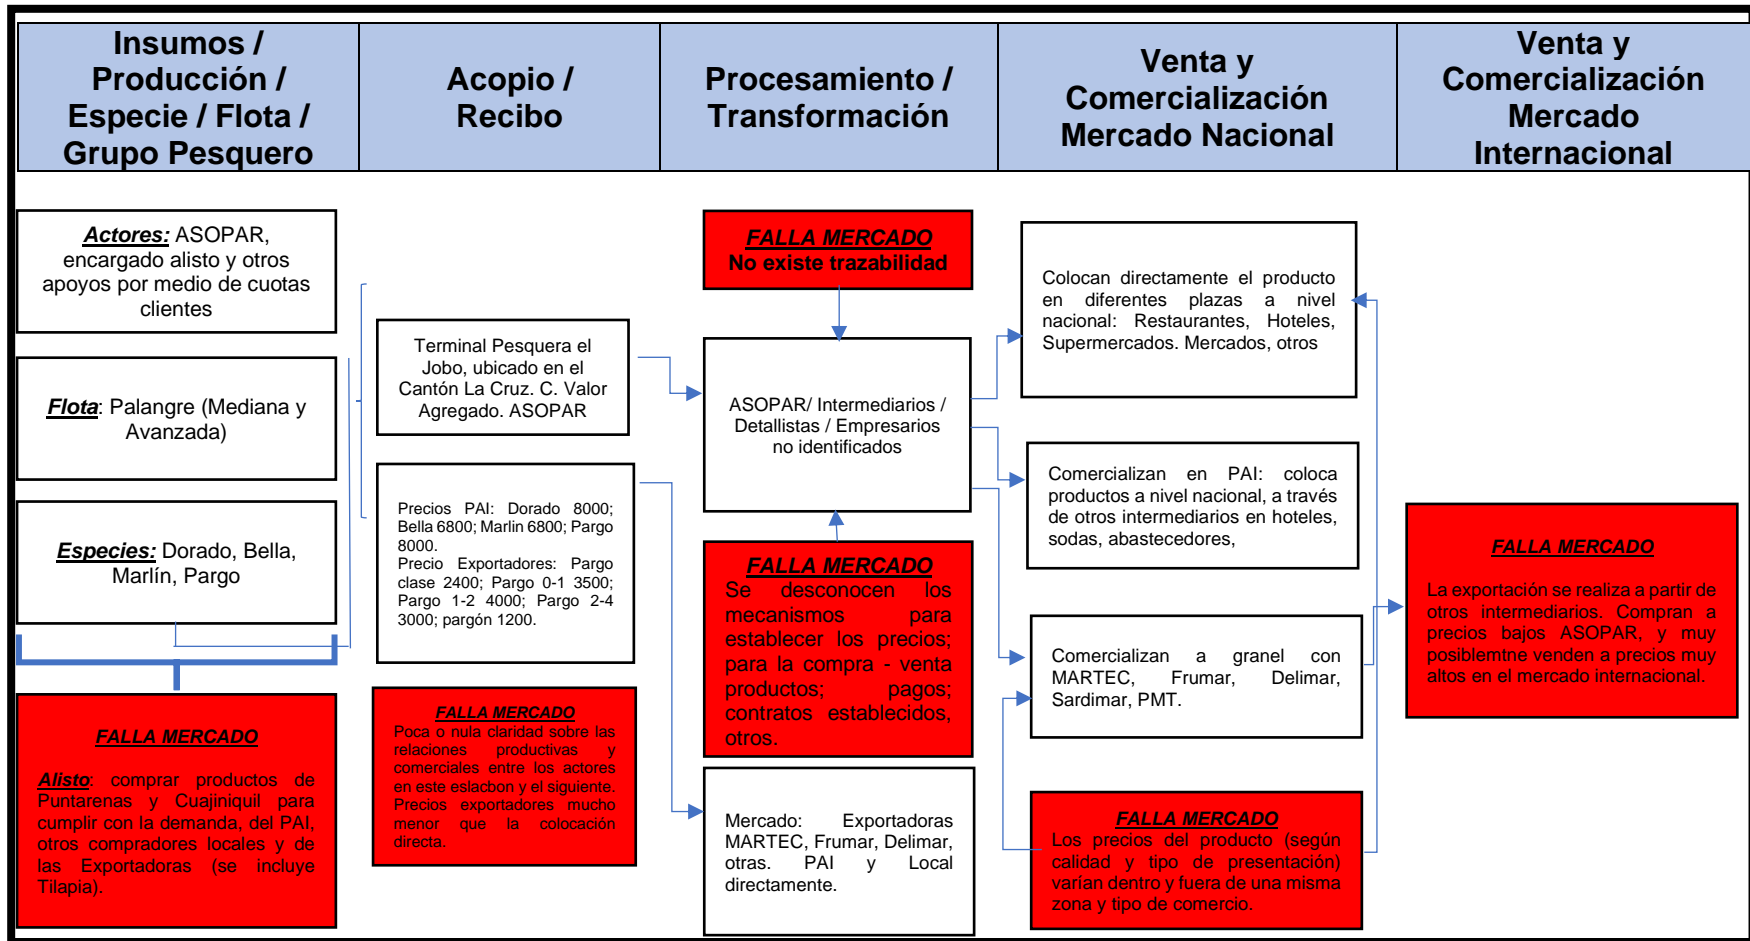 Insumos /
Producción /
Especie / Flota /
Grupo Pesquero
Acopio /
Recibo
Procesamiento /
Transformación
Venta y
Comercialización
Mercado Nacional
Venta y
Comercialización
Mercado
Internacional
Actores: ASOPAR,
encargado alisto y otros
apoyos por medio de cuotas
clientes
Flota: Palangre (Mediana y
Avanzada)
Especies: Dorado, Bella,
Marlín, Pargo
FALLA MERCADO
Alisto: comprar productos de
Puntarenas y Cuajiniquil para
cumplir con la demanda, del PAI,
otros compradores locales y de
las Exportadoras (se incluye
Tilapia).
Terminal Pesquera el
Jobo, ubicado en el
Cantón La Cruz. C. Valor
Agregado. ASOPAR
Precios PAI: Dorado 8000;
Bella 6800; Marlin 6800; Pargo
8000.
Precio Exportadores: Pargo
clase 2400; Pargo 0-1 3500;
Pargo 1-2 4000; Pargo 2-4
3000; pargón 1200.
FALLA MERCADO
Poca o nula claridad sobre las
relaciones productivas y
comerciales entre los actores
en este eslacbon y el siguiente.
Precios exportadores mucho
menor que la colocación
directa.
FALLA MERCADO
No existe trazabilidad
ASOPAR/ Intermediarios /
Detallistas / Empresarios
no identificados
FALLA MERCADO
Se desconocen los
mecanismos para
establecer los precios;
para la compra - venta
productos; pagos;
contratos establecidos,
otros.
Mercado: Exportadoras
MARTEC, Frumar, Delimar,
otras. PAI y Local
directamente.
Colocan directamente el producto
en diferentes plazas a nivel
nacional: Restaurantes, Hoteles,
Supermercados. Mercados, otros
Comercializan en PAI: coloca
productos a nivel nacional, a través
de otros intermediarios en hoteles,
sodas, abastecedores,
Comercializan a granel con
MARTEC, Frumar, Delimar,
Sardimar, PMT.
FALLA MERCADO
Los precios del producto (según
calidad y tipo de presentación)
varían dentro y fuera de una misma
zona y tipo de comercio.
FALLA MERCADO
La exportación se realiza a partir de
otros intermediarios. Compran a
precios bajos ASOPAR, y muy
posiblemtne venden a precios muy
altos en el mercado internacional.